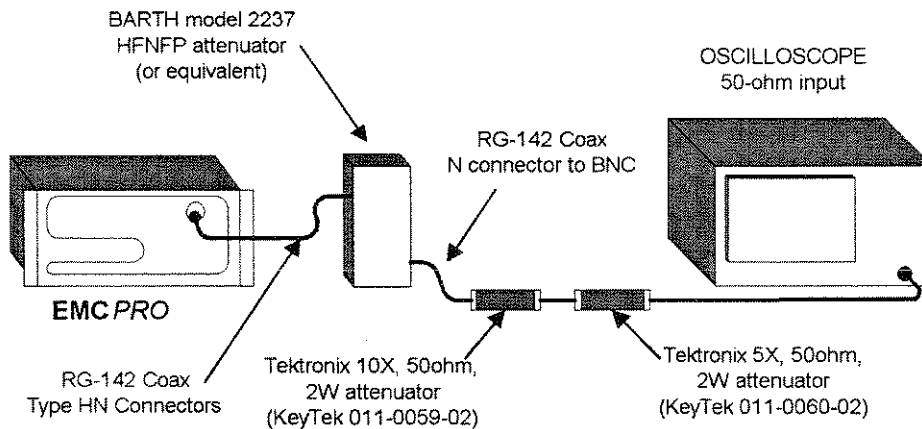 BARTH model 2237
HFNFP attenuator
(or equivalent)
OSCILLOSCOPE
50-ohm input
RG-142 Coax
N connector to BNC
EMCPRO
RG-142 Coax
Type HN Connectors
Tektronix 10X, 50ohm,
2W attenuator
(KeyTek 011-0059-02)
Tektronix 5X, 50ohm,
2W attenuator
(KeyTek 011-0060-02)